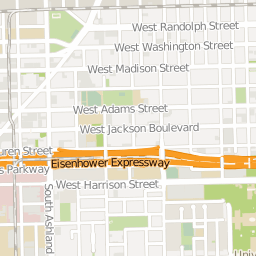 West Randolph Street
West Washington Street
West Madison Street
West Adams Street
West Jackson Boulevard
uren Street
Eisenhower Expressway
s Parkway
West Harrison Street
South Ashland
Univ